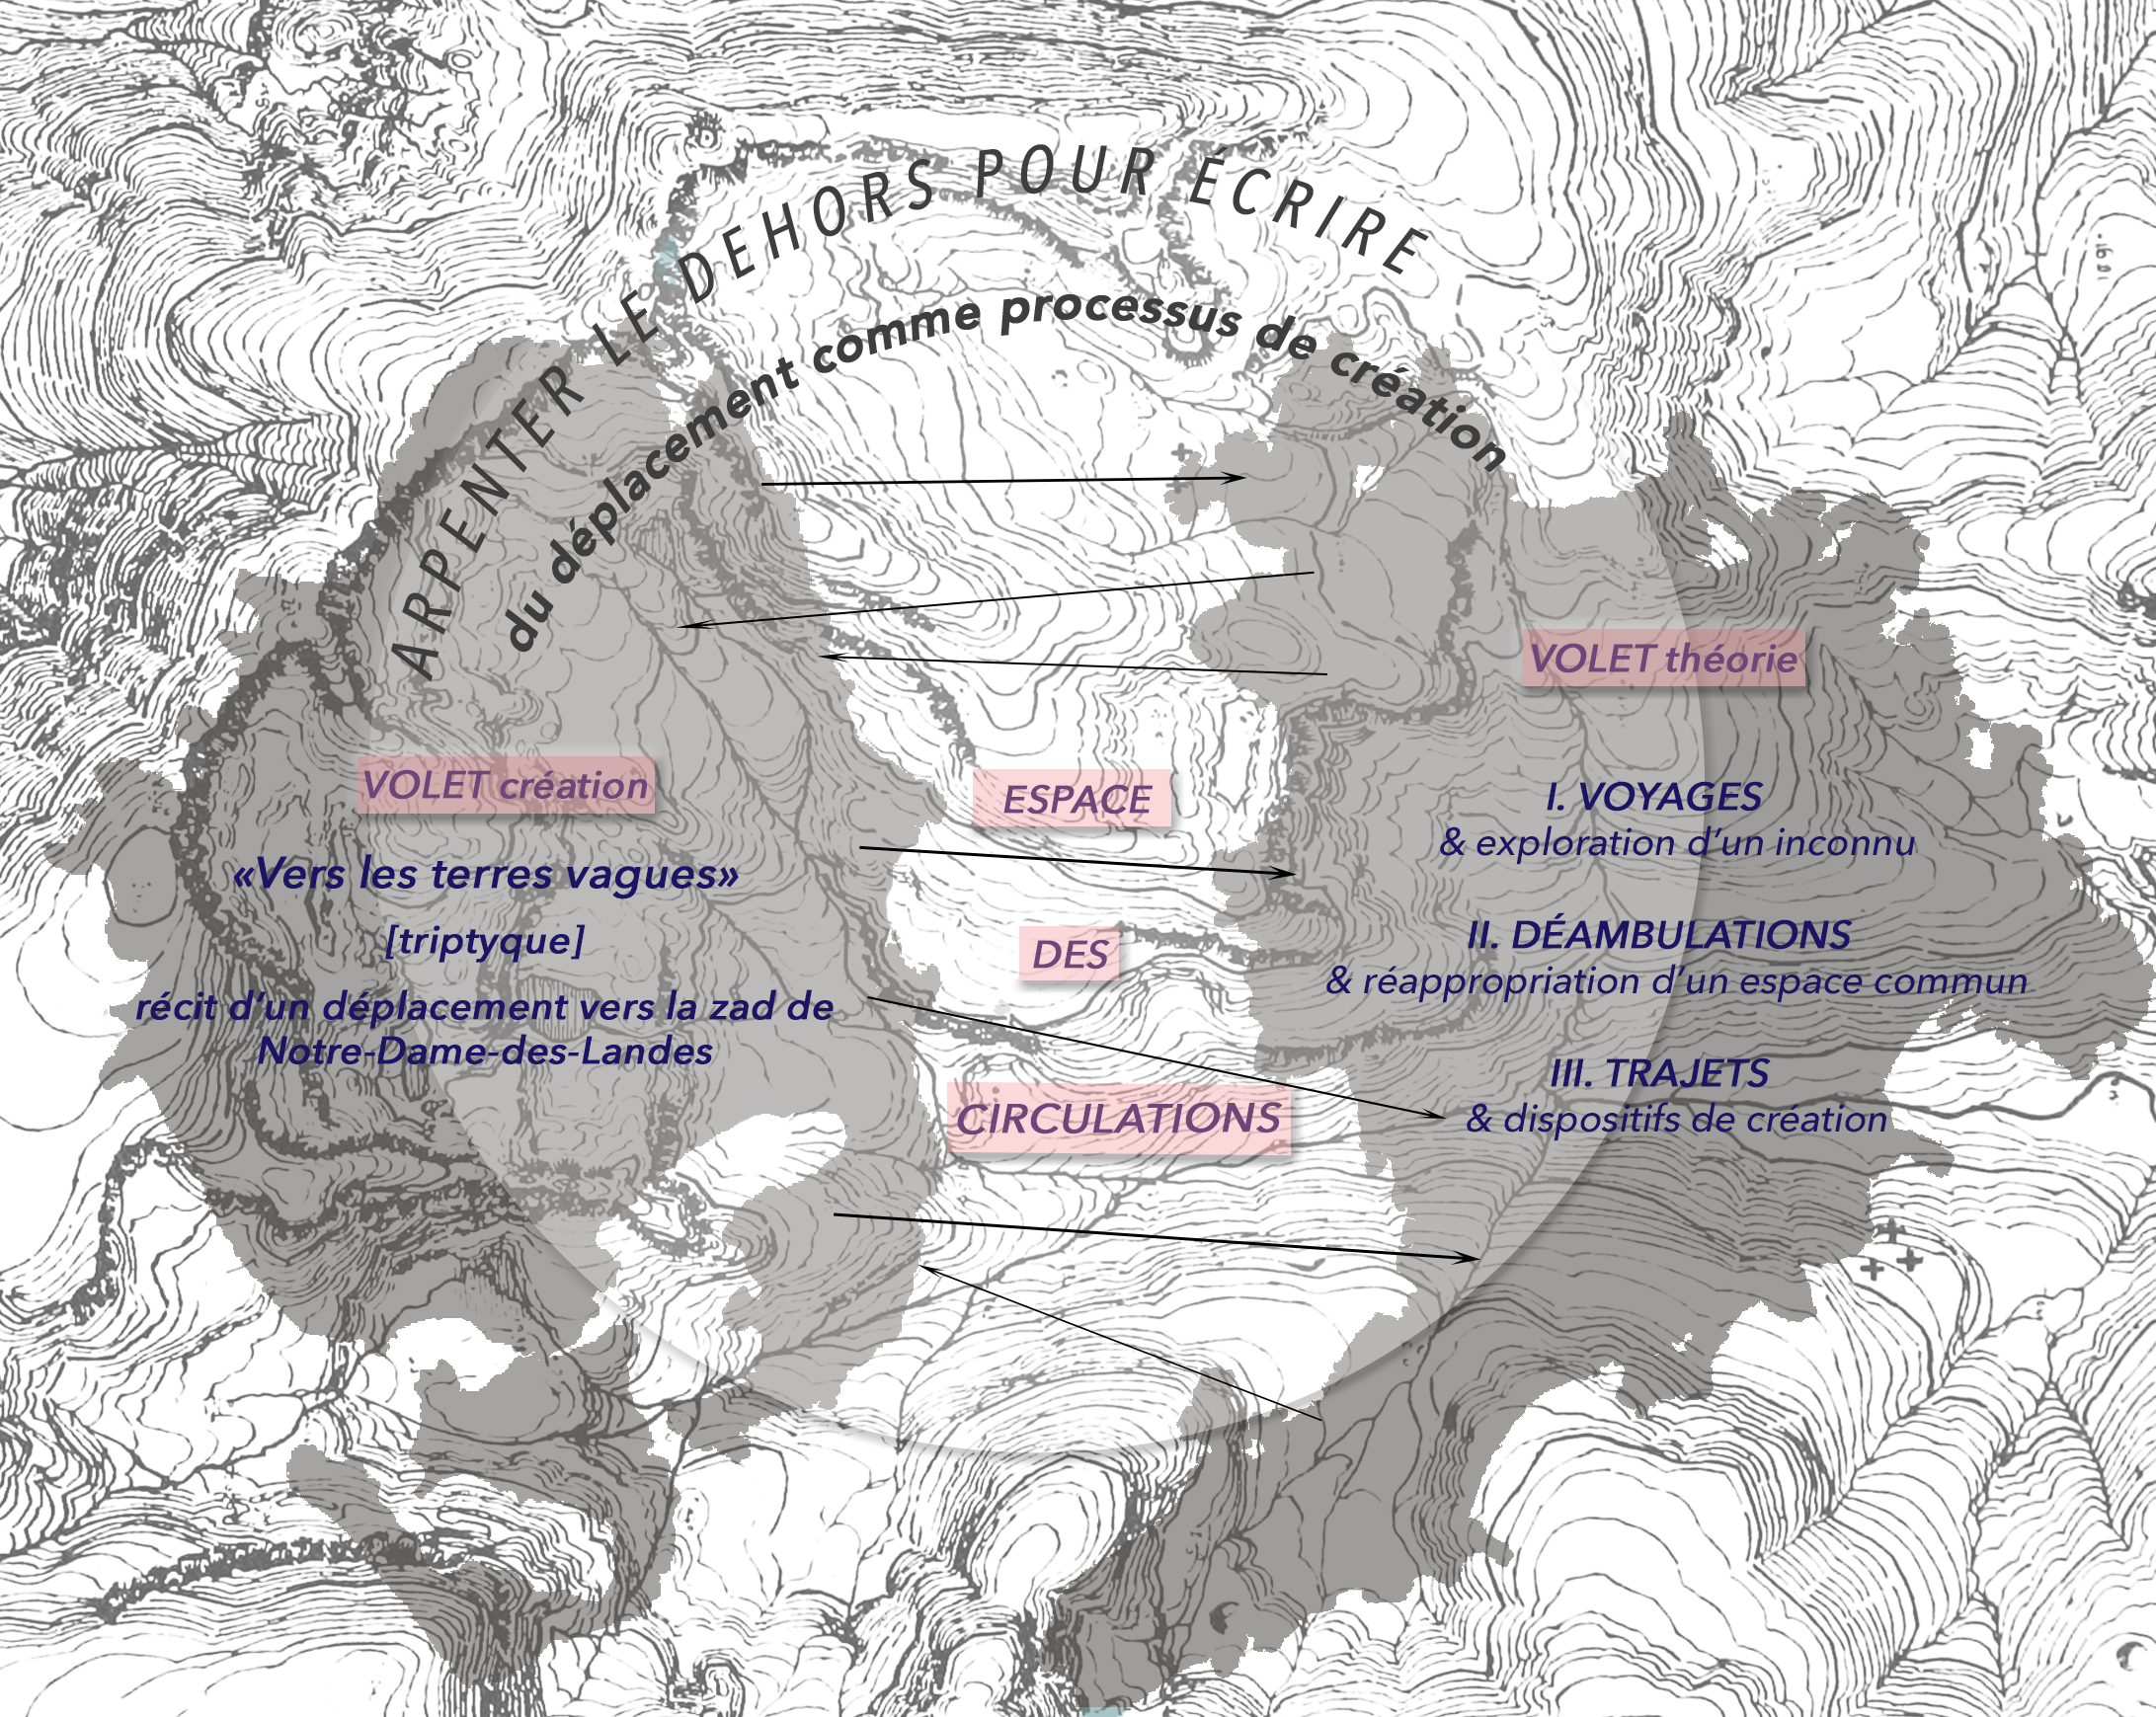 ARPENTER LE DEHORS POUR ÉCRIRE
du déplacement comme processus de création
VOLET création
«Vers les terres vagues»
[triptyque]
récit d'un déplacement vers la zad de
Notre-Dame-des-Landes
ESPACE
DES
CIRCULATIONS
VOLET théorie
I. VOYAGES
& exploration d'un inconnu
II. DÉAMBULATIONS
& réappropriation d'un espace commun
III. TRAJETS
& dispositifs de création